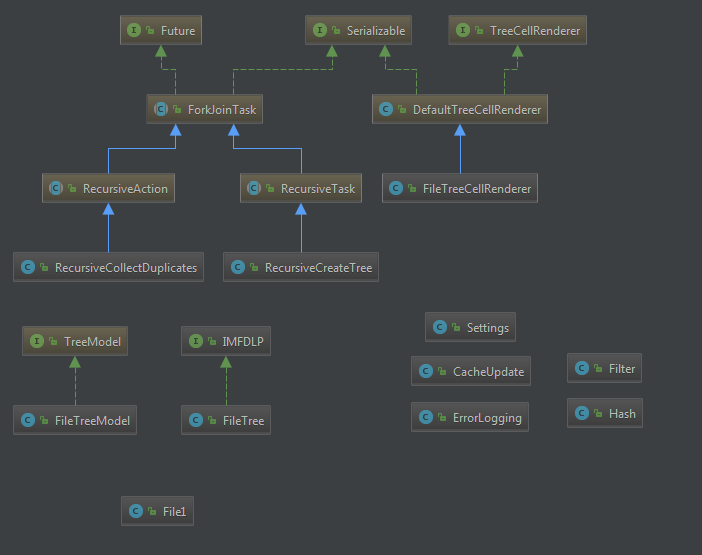 I Future
I Serializable
I TreeCellRenderer
C ForkJoinTask
C DefaultTreeCellRenderer
C RecursiveAction
C RecursiveTask
C FileTreeCellRenderer
C RecursiveCollectDuplicates
C RecursiveCreateTree
C Settings
I TreeModel
I IMFDLP
C CacheUpdate
C Filter
C FileTreeModel
C FileTree
C ErrorLogging
C Hash
C File1